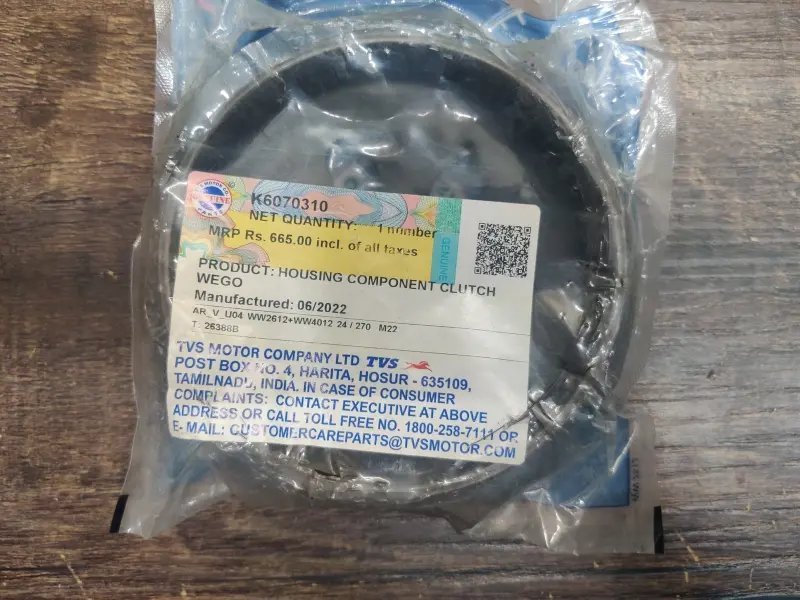 GENUINE
PARTS
K6070310
NET QUANTITY: 1 number
MRP Rs. 665.00 incl. of all taxes
GENUINE
PRODUCT: HOUSING COMPONENT CLUTCH
WEGO
Manufactured: 06/2022
AR_V_U04 WW2612+WW4012 24 / 270 M22
T: 26388B
TVS MOTOR COMPANY LTD TVS
POST BOX NO. 4, HARITA, HOSUR - 635109,
TAMILNADU, INDIA. IN CASE OF CONSUMER
COMPLAINTS: CONTACT EXECUTIVE AT ABOVE
ADDRESS OR CALL TOLL FREE NO. 1800-258-7111 OR
E- MAIL: CUSTOMERCAREPARTS@TVSMOTOR.COM